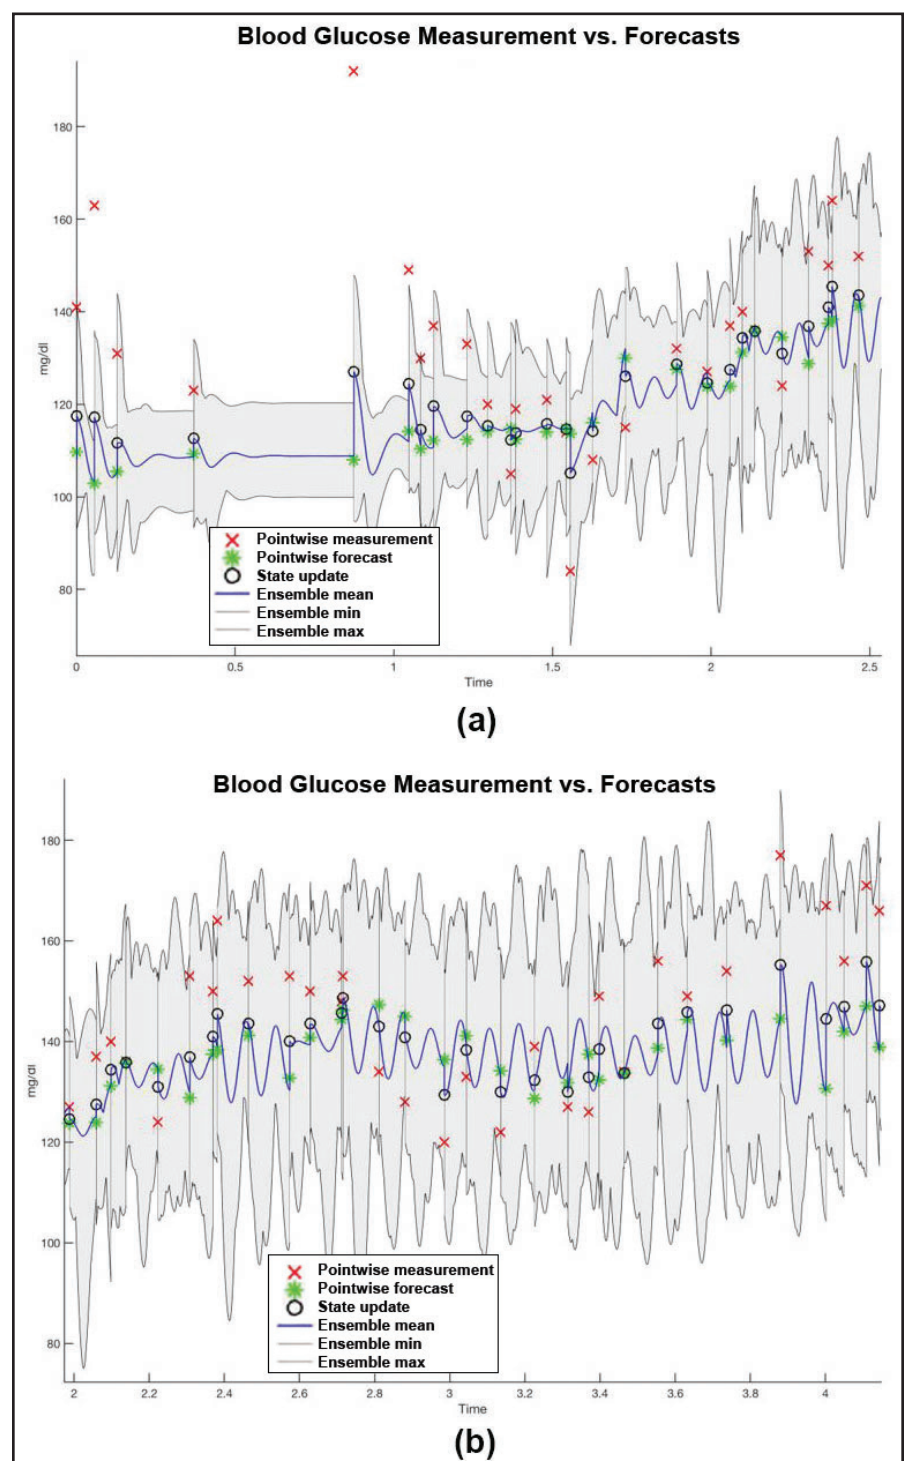 Blood Glucose Measurement vs. Forecasts
180
160
140
120
100
80
mg/dl
Pointwise measurement
Pointwise forecast
State update
Ensemble mean
Ensemble min
Ensemble max
0 0.5 1 1.5 2 2.5
Time
(a)
Blood Glucose Measurement vs. Forecasts
180
160
140
120
100
80
mg/dl
Pointwise measurement
Pointwise forecast
State update
Ensemble mean
Ensemble min
Ensemble max
2 2.2 2.4 2.6 2.8 3 3.2 3.4 3.6 3.8 4
Time
(b)